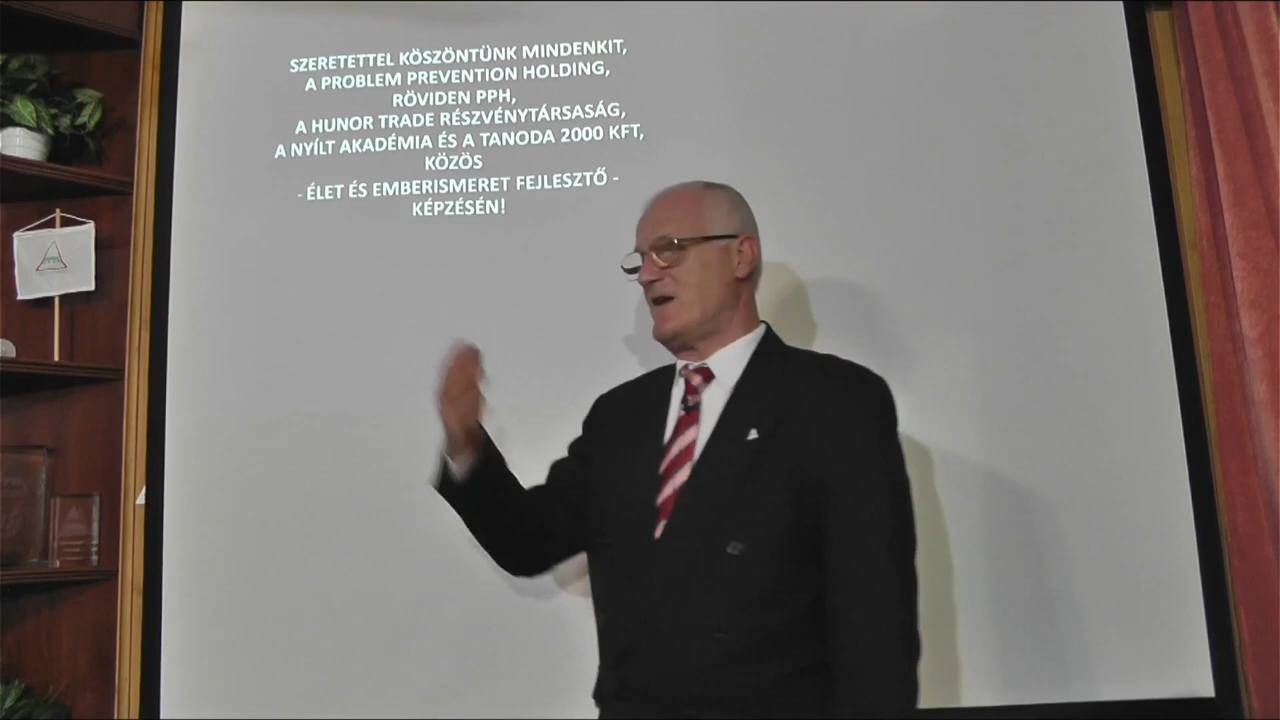 SZERETETTEL KÖSZÖNTÜNK MINDENKIT,
A PROBLEM PREVENTION HOLDING,
RÖVIDEN PPH,
A HUNOR TRADE RÉSZVÉNYTÁRSASÁG,
A NYÍLT AKADÉMIA ÉS A TANODA 2000 KFT,
KÖZÖS
- ÉLET ÉS EMBERISMERET FEJLESZTŐ -
KÉPZÉSÉN!